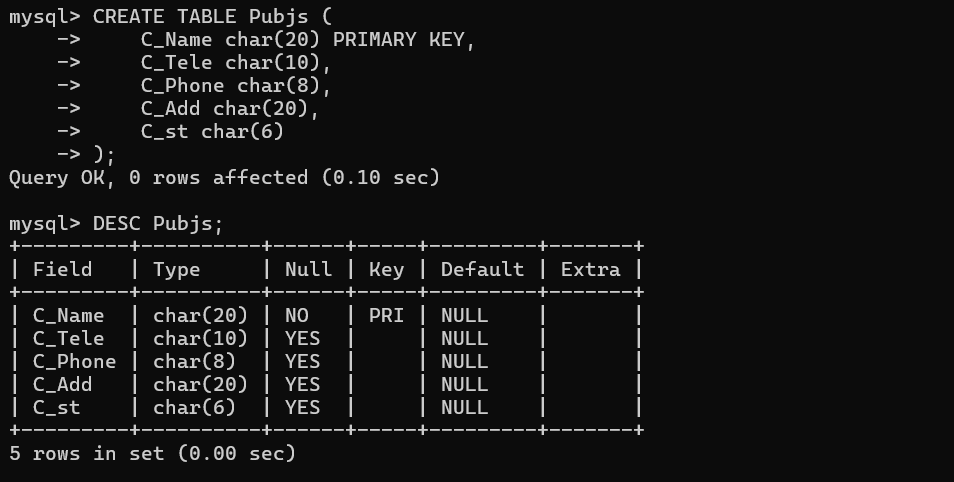 mysql> CREATE TABLE Pubjs (
    ->     C_Name char(20) PRIMARY KEY,
    ->     C_Tele char(10),
    ->     C_Phone char(8),
    ->     C_Add char(20),
    ->     C_st char(6)
    -> );
Query OK, 0 rows affected (0.10 sec)

mysql> DESC Pubjs;
+---------+----------+------+-----+---------+-------+
| Field   | Type     | Null | Key | Default | Extra |
+---------+----------+------+-----+---------+-------+
| C_Name  | char(20) | NO   | PRI | NULL    |       |
| C_Tele  | char(10) | YES  |     | NULL    |       |
| C_Phone | char(8)  | YES  |     | NULL    |       |
| C_Add   | char(20) | YES  |     | NULL    |       |
| C_st    | char(6)  | YES  |     | NULL    |       |
+---------+----------+------+-----+---------+-------+
5 rows in set (0.00 sec)